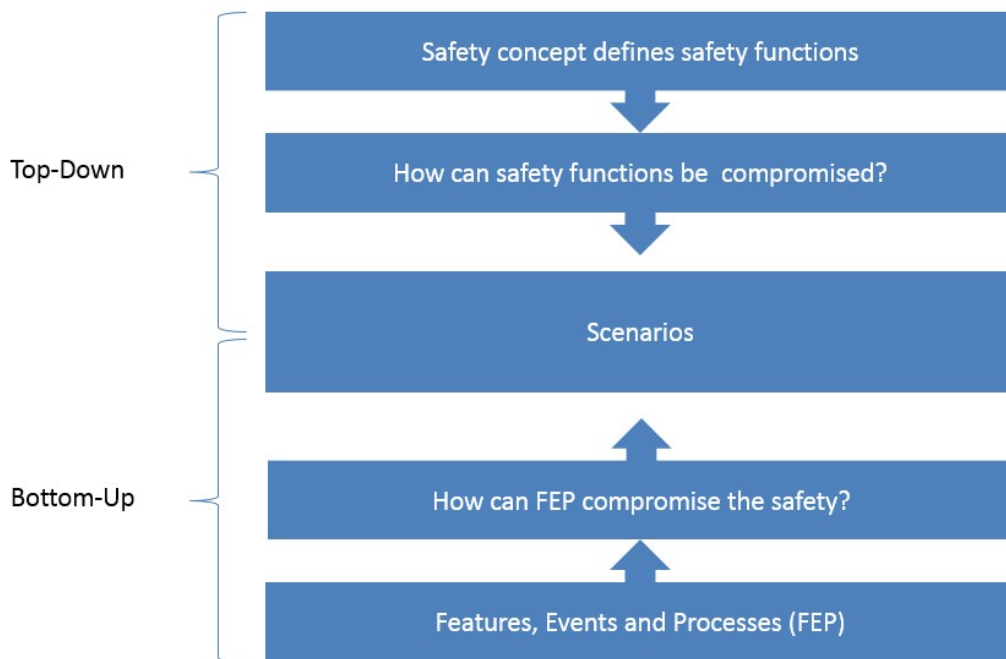 Safety concept defines safety functions
Top-Down
How can safety functions be compromised?
Scenarios
Bottom-Up
How can FEP compromise the safety?
Features, Events and Processes (FEP)